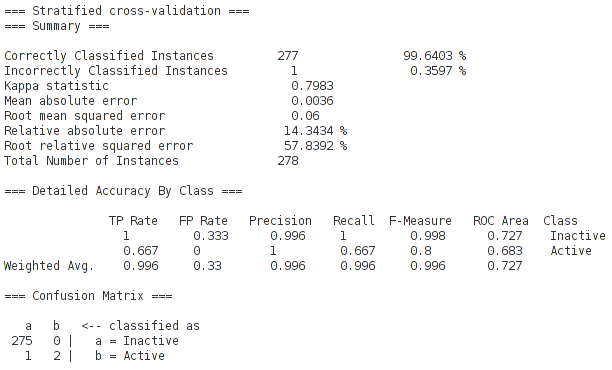 === Stratified cross-validation ===
=== Summary ===
Correctly Classified Instances 277 99.6403 %
Incorrectly Classified Instances 1 0.3597 %
Kappa statistic 0.7983
Mean absolute error 0.0036
Root mean squared error 0.06
Relative absolute error 14.3434 %
Root relative squared error 57.8392 %
Total Number of Instances 278
=== Detailed Accuracy By Class ===
TP Rate FP Rate Precision Recall F-Measure ROC Area Class
1 0.333 0.996 1 0.998 0.727 Inactive
0.667 0 1 0.667 0.8 0.683 Active
Weighted Avg. 0.996 0.33 0.996 0.996 0.996 0.727
=== Confusion Matrix ===
a b <-- classified as
275 0 | a = Inactive
1 2 | b = Active